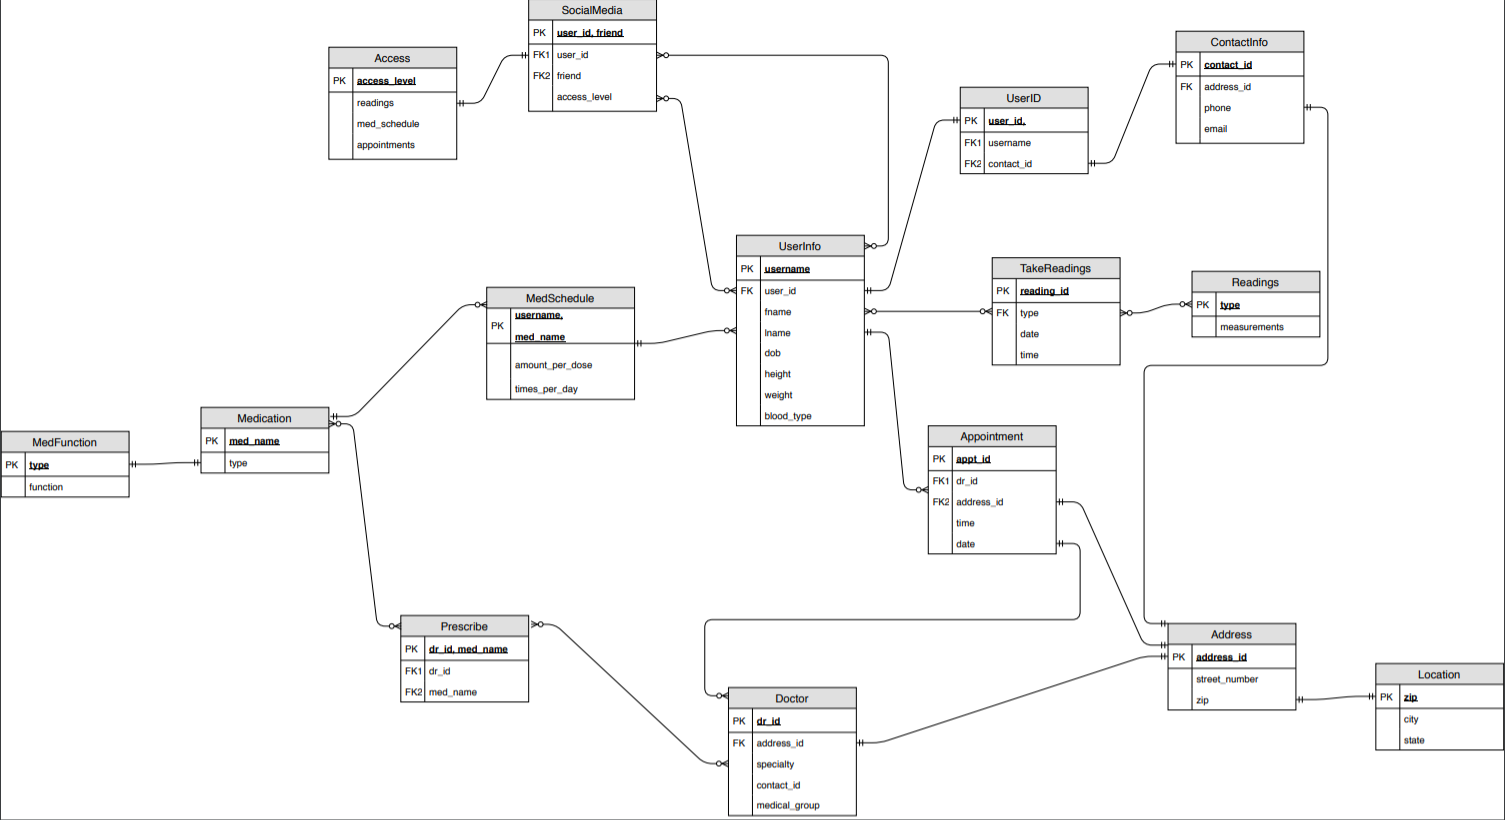 SocialMedia
PK user_id, friend
FK1 user_id
FK2 friend
access_level
Access
PK access_level
readings
med_schedule
appointments
ContactInfo
PK contact_id
FK address_id
phone
email
UserID
PK user_id,
FK1 username
FK2 contact_id
UserInfo
PK username
FK user_id
fname
lname
dob
height
weight
blood_type
TakeReadings
PK reading_id
FK type
date
time
Readings
PK type
measurements
MedSchedule
PK username,
med_name
amount_per_dose
times_per_day
Medication
PK med_name
type
MedFunction
PK type
function
Appointment
PK appt_id
FK1 dr_id
FK2 address_id
time
date
Prescribe
PK dr_id, med_name
FK1 dr_id
FK2 med_name
Doctor
PK dr_id
FK address_id
specialty
contact_id
medical_group
Address
PK address_id
street_number
zip
Location
PK zip
city
state